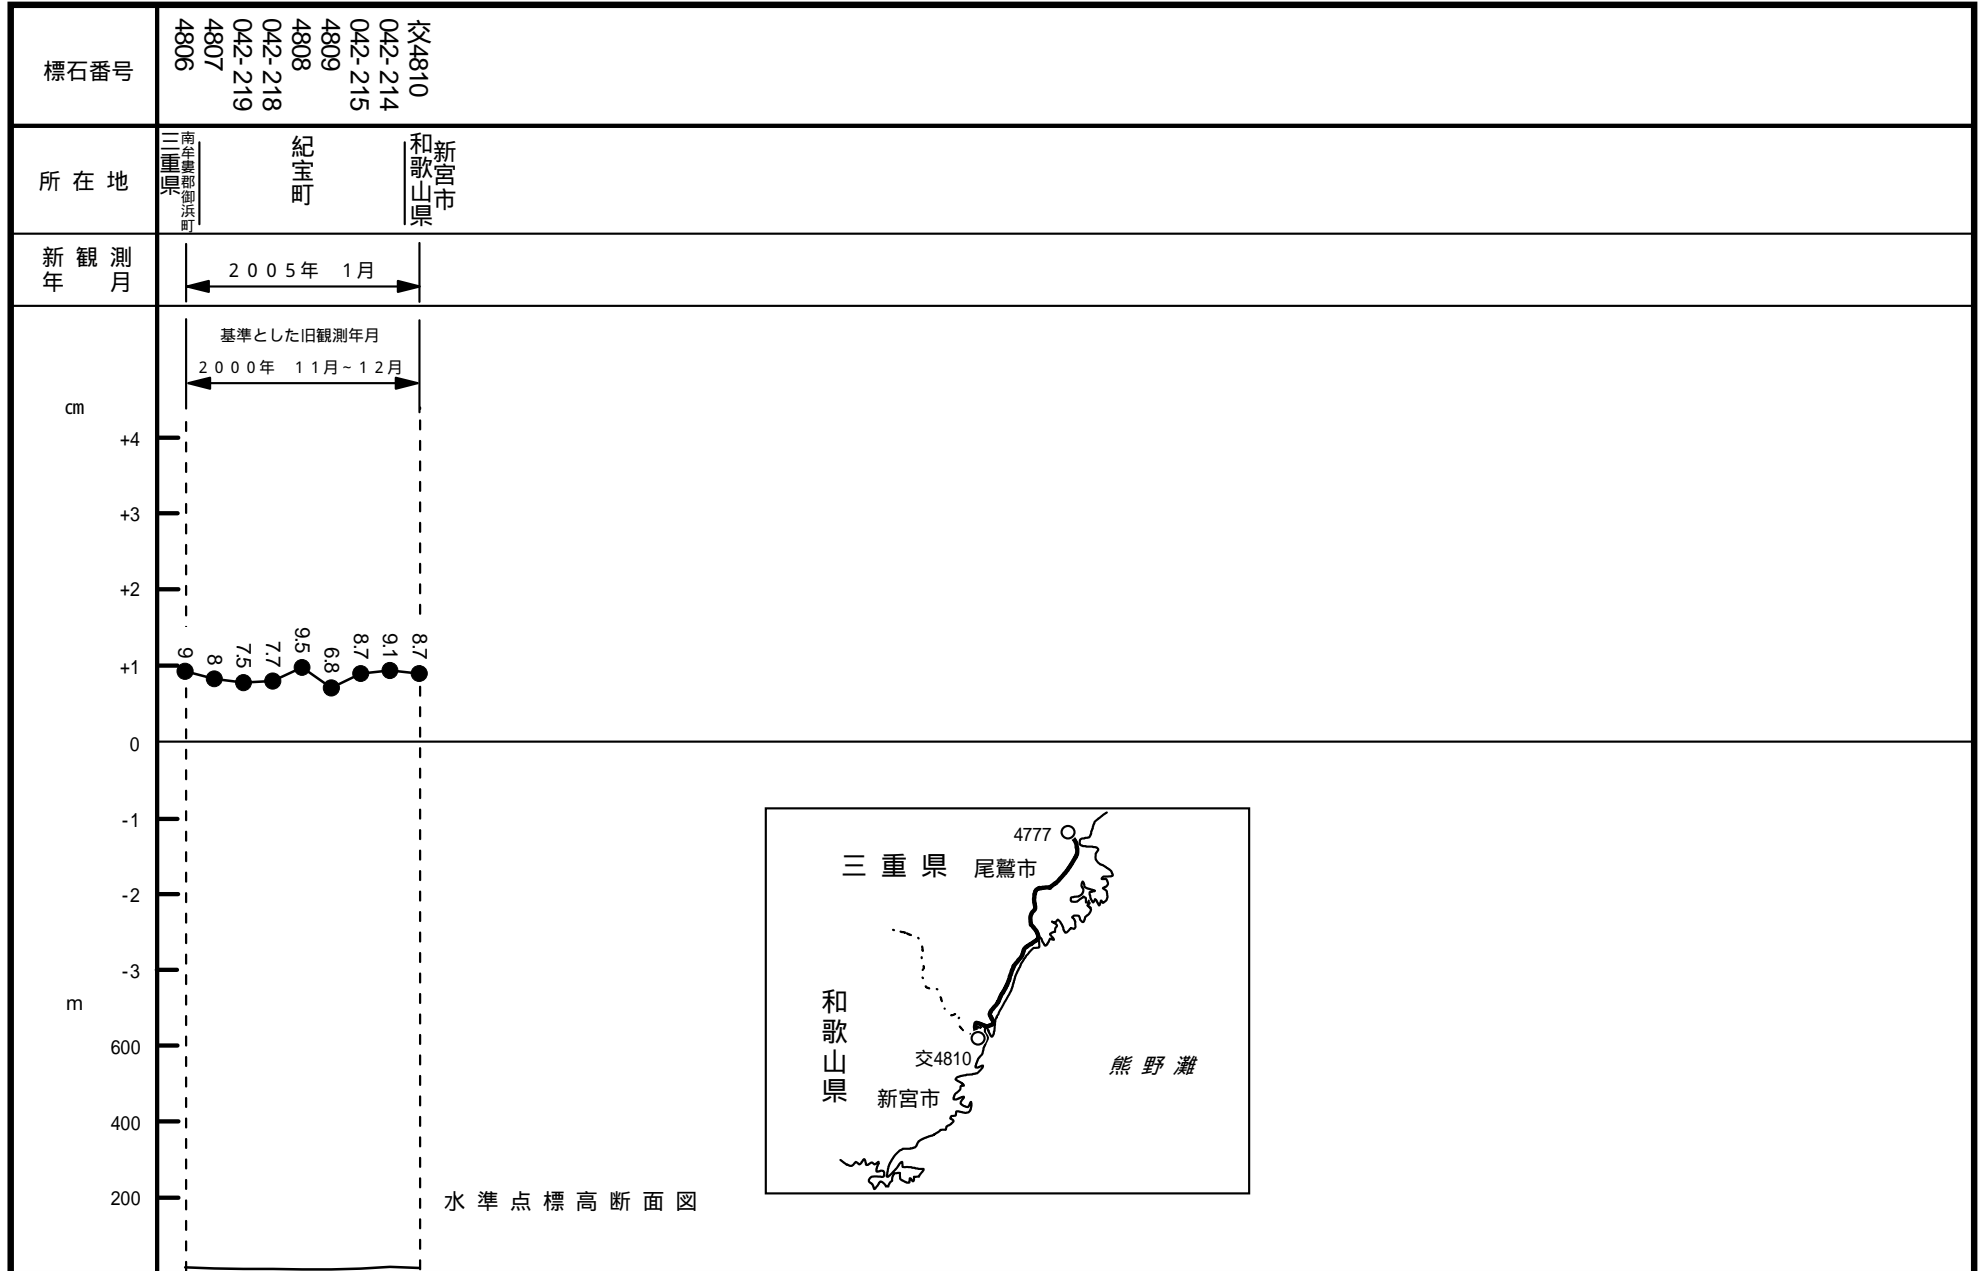 標石番号
4806
4807
042-219
042-218
4808
4809
042-215
042-214
交4810
所在地
三重県
南牟婁郡御浜町
紀宝町
和歌山県
新宮市
新観測
年　月
2005年　1月
基準とした旧観測年月
2000年　11月~12月
cm
+4
+3
+2
+1
0
-1
-2
-3
9
8
7.5
7.7
9.5
6.8
8.7
9.1
8.7
m
600
400
200
水準点標高断面図
4777
三重県
尾鷲市
和歌山県
交4810
新宮市
熊野灘